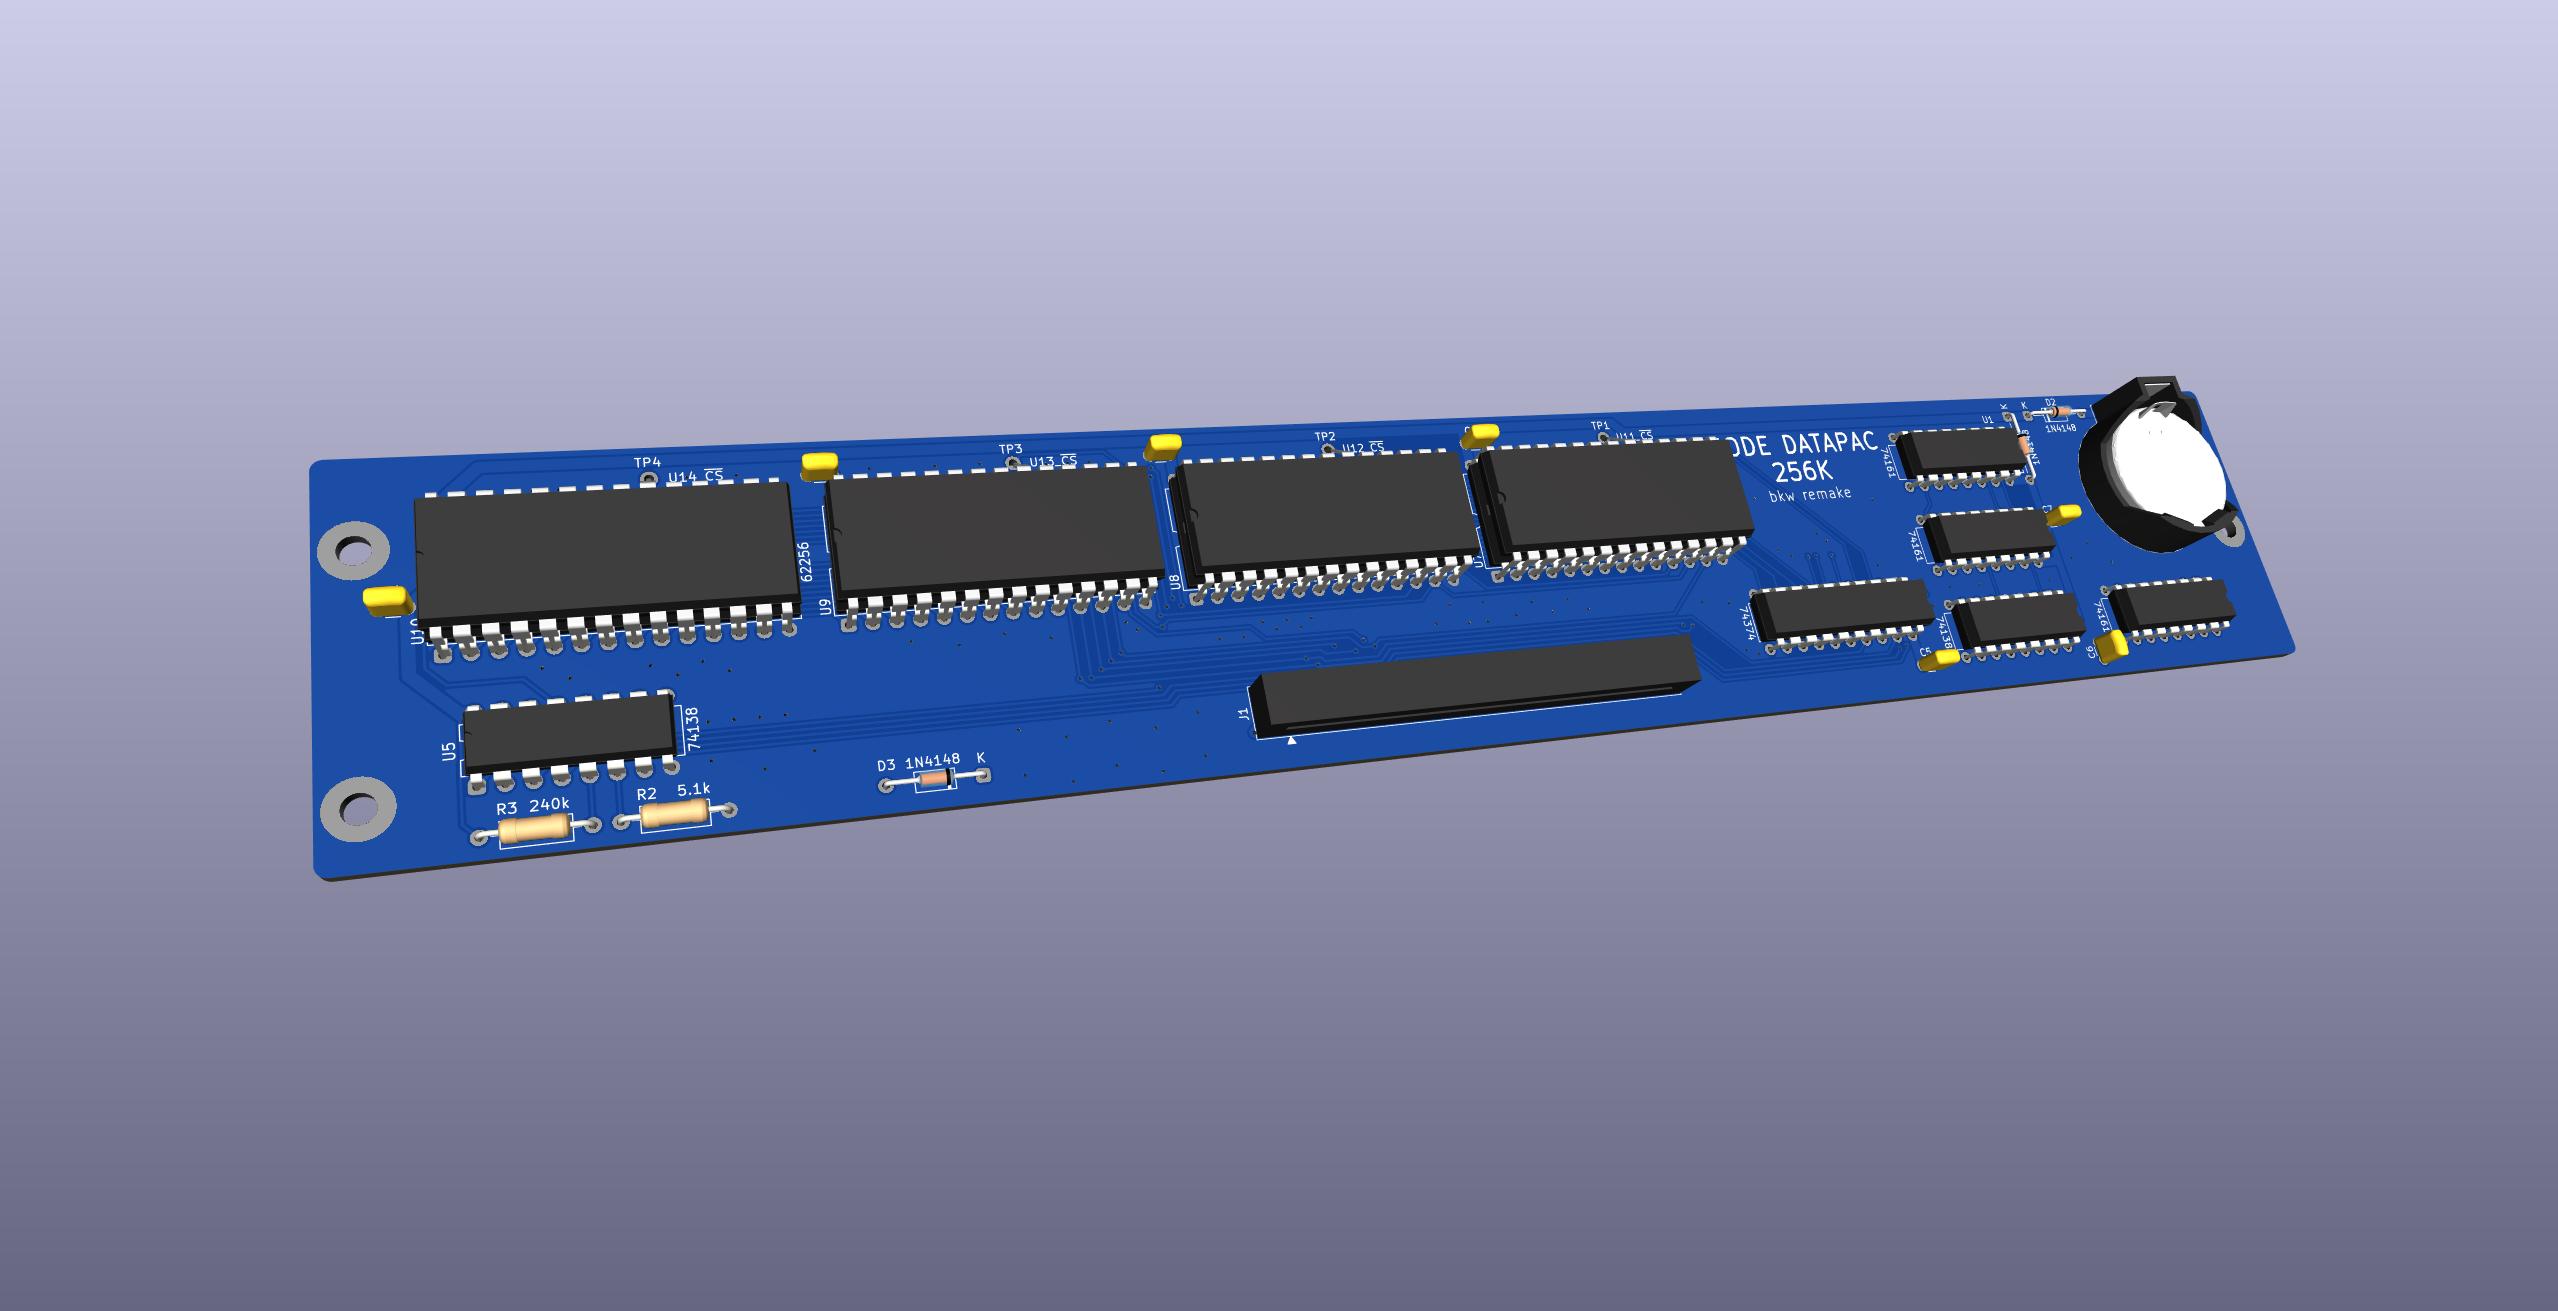 TP4
U14 CS
TP3
U13 CS
TP2
U12 CS
TP1
U11 CS
ODE DATAPAC
256K
bkw remake
U1
74161
K
K
D2
1N4148
74161
62256
U10
U9
U8
74374
74138
74161
C5
C6
J1
U5
74138
D3 1N4148 K
R3 240k
R2 5.1k